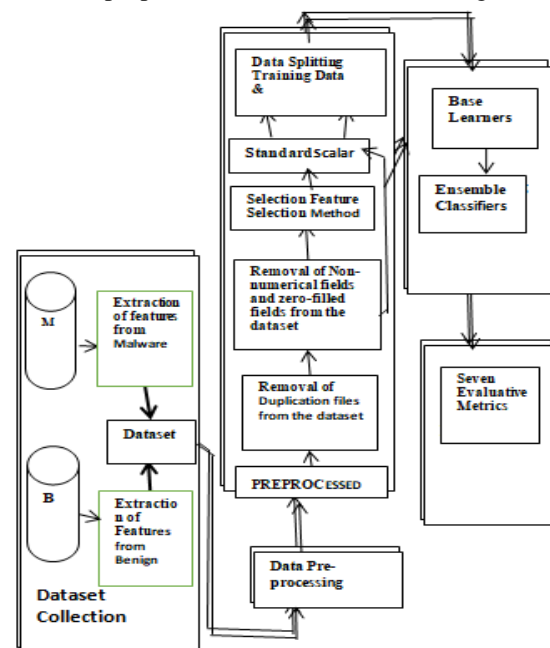 M
Extraction
of features
from
Malware
Dataset
B
Extractio
n of
Features
from
Benign
Dataset
Collection
Data Pre-
processing
PREPROCESSED
Removal of
Duplication files
from the dataset
Removal of Non-
numerical fields
and zero-filled
fields from the
dataset
Selection Feature
Selection Method
StandardScalar
Data Splitting
Training Data
&
Base
Learners
Ensemble
Classifiers
Seven
Evaluative
Metrics